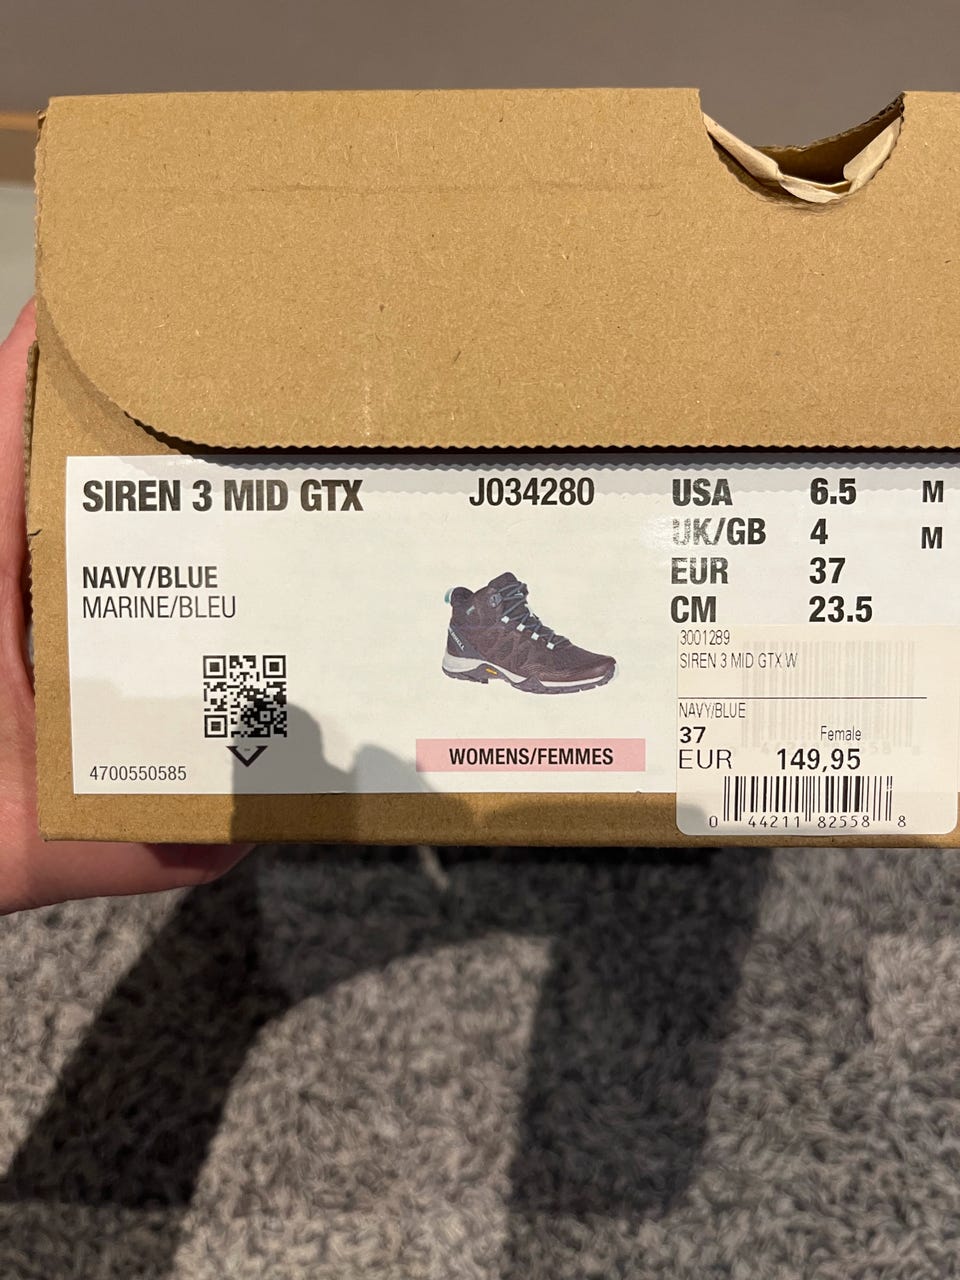 SIREN 3 MID GTX
J034280
USA 6.5 M
UK/GB 4 M
EUR 37
CM 23.5
NAVY/BLUE
MARINE/BLEU
4700550585
WOMENS/FEMMES
3001289
SIREN 3 MID GTX W
NAVY/BLUE
37 Female
EUR 149,95
0 44211 82558 8